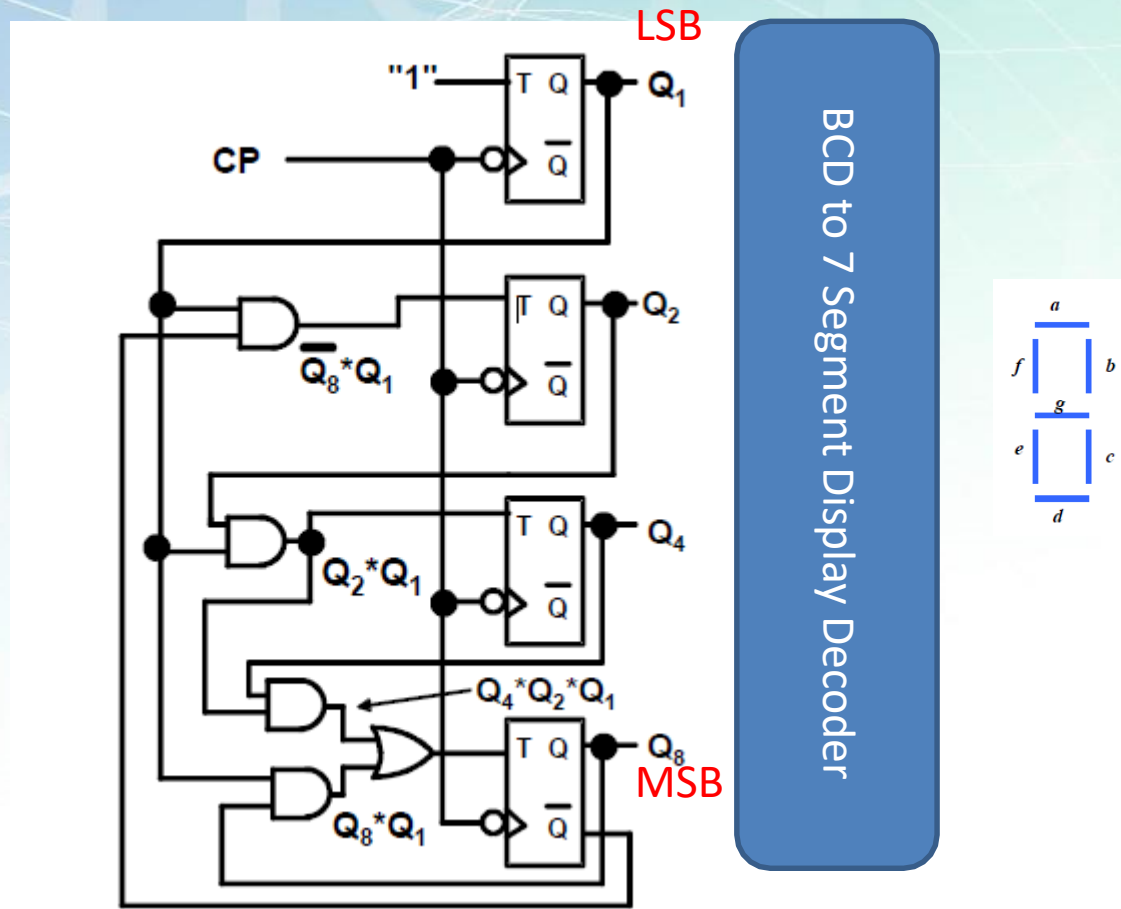 LSB
"1"
T Q
Q₁
CP
Q̅
T Q
Q₂
Q̅₈*Q₁
Q̅
T Q
Q₄
Q₂*Q₁
Q̅
Q₄*Q₂*Q₁
T Q
Q₈
MSB
Q₈*Q₁
Q̅
BCD to 7 Segment Display Decoder
a
f
b
g
e
c
d